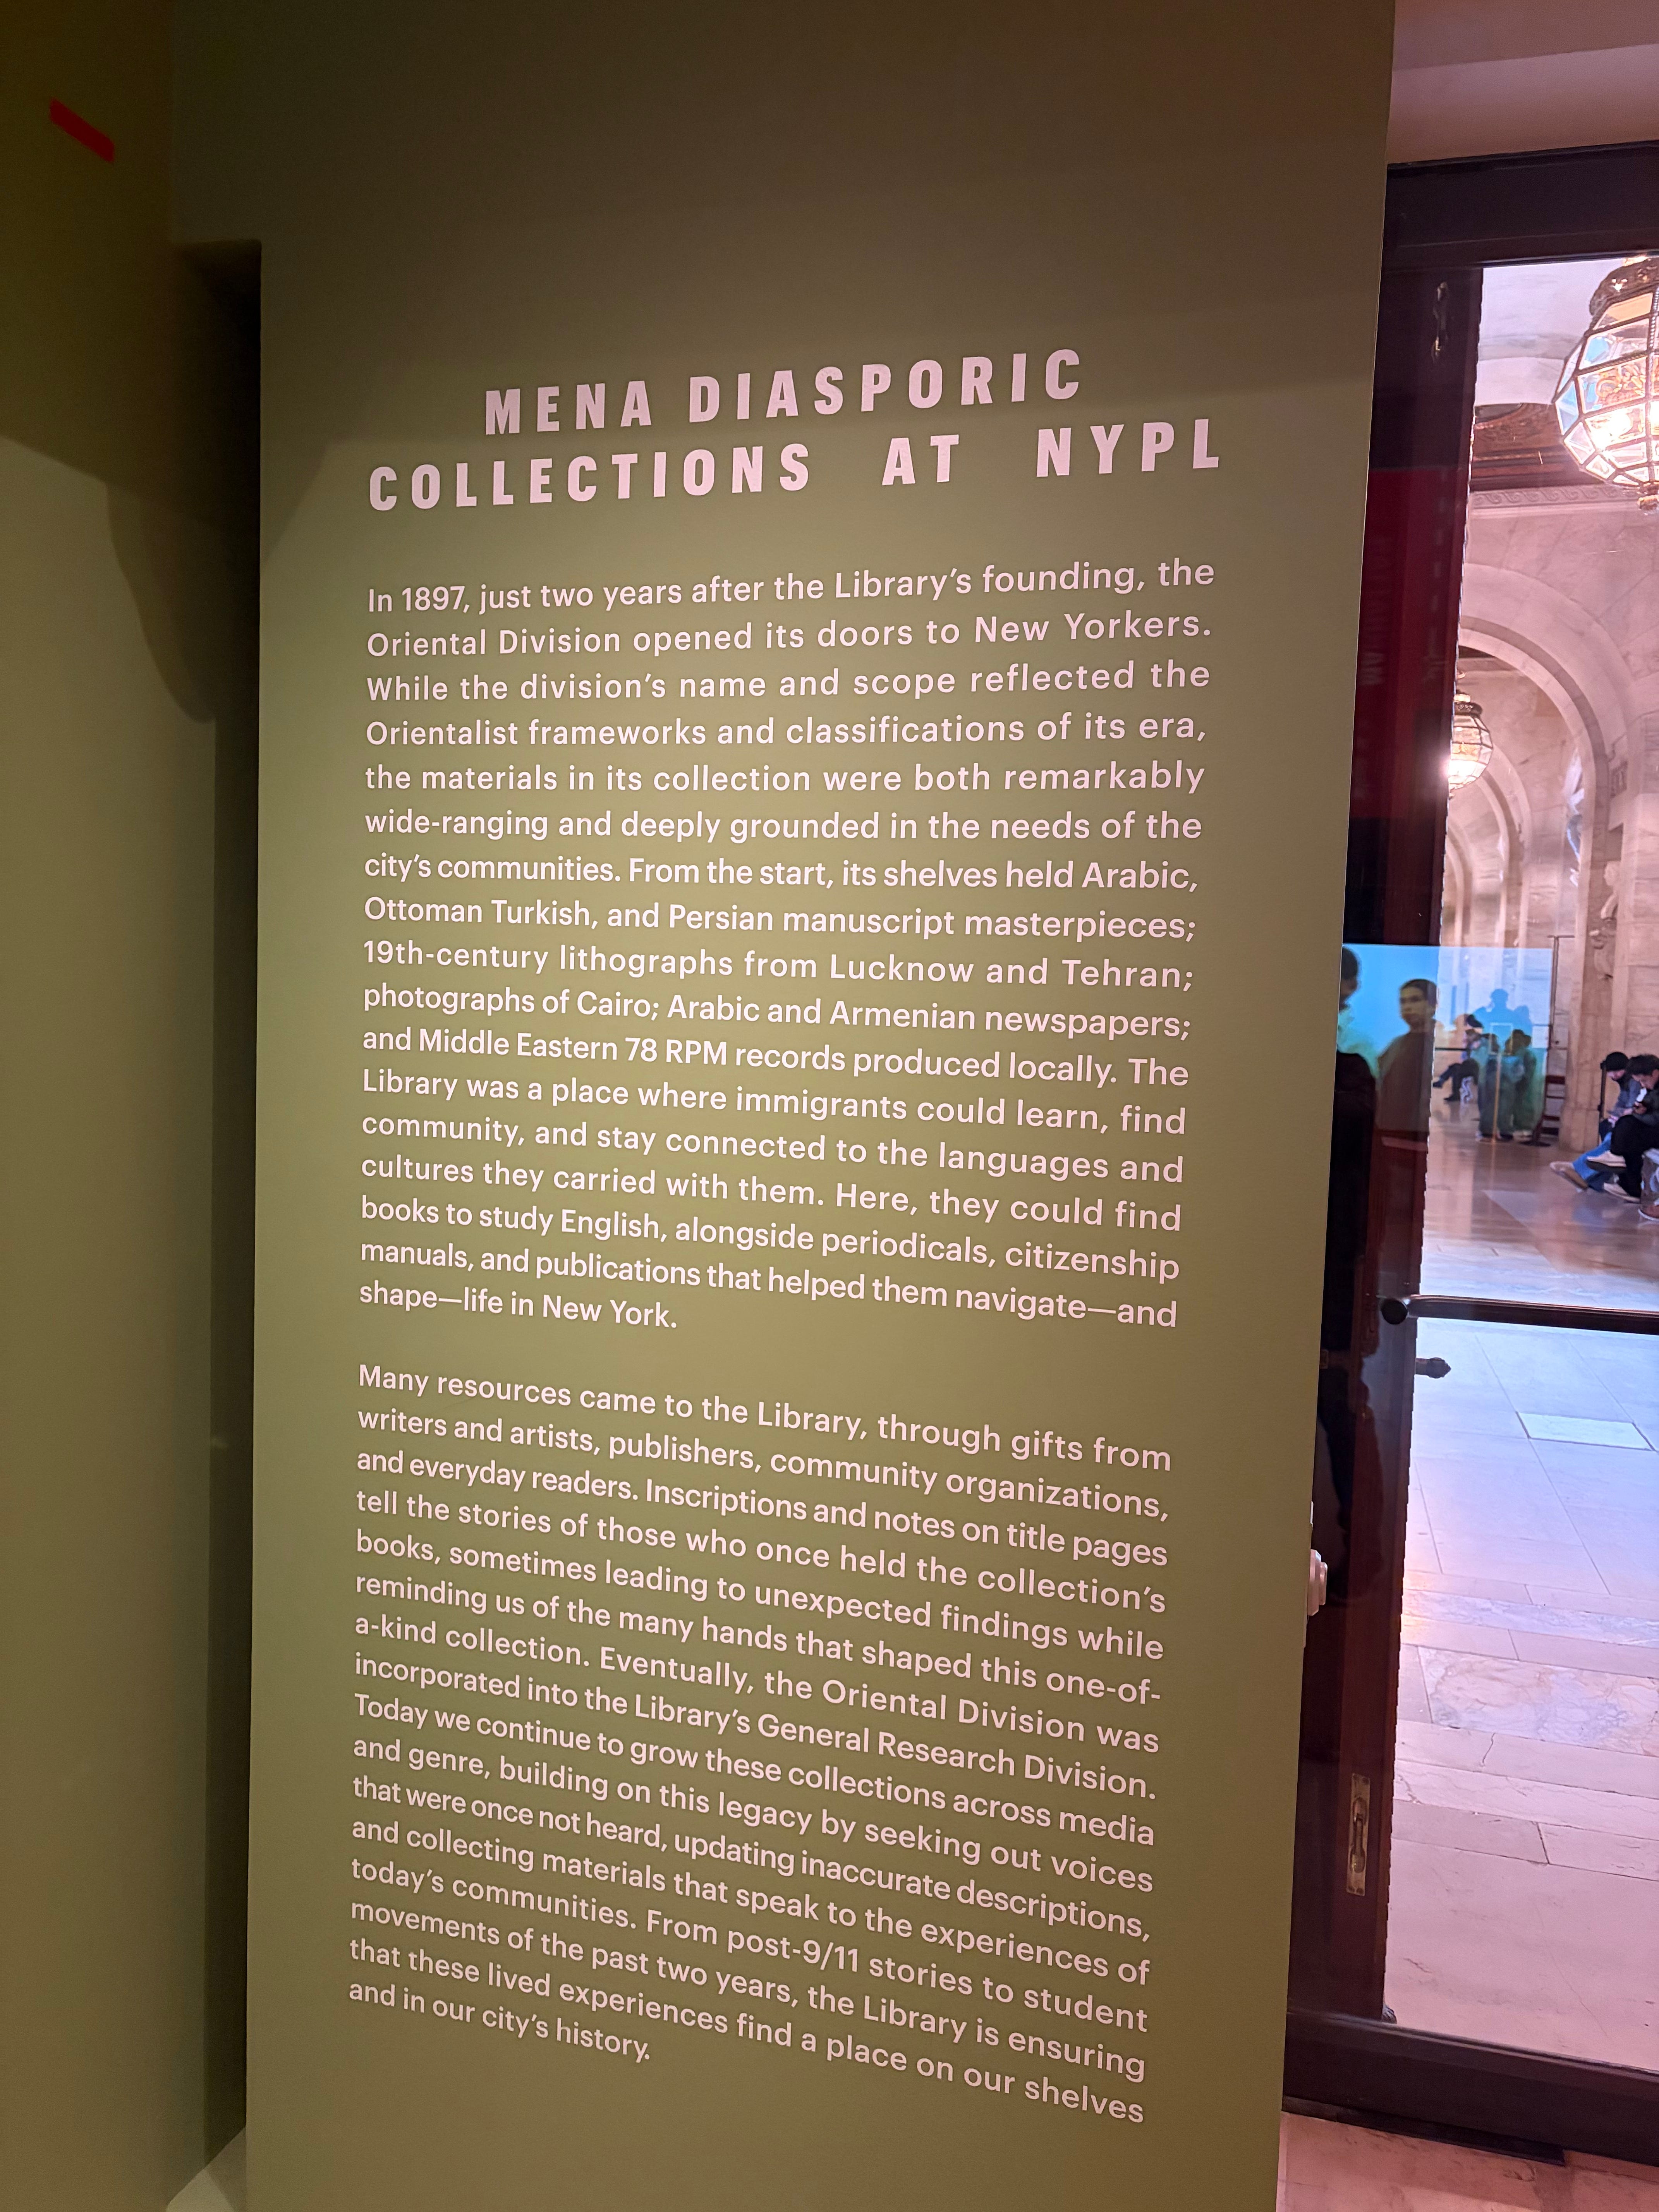 MENA DIASPORIC
COLLECTIONS AT NYPL
In 1897, just two years after the Library’s founding, the
Oriental Division opened its doors to New Yorkers.
While the division’s name and scope reflected the
Orientalist frameworks and classifications of its era,
the materials in its collection were both remarkably
wide-ranging and deeply grounded in the needs of the
city’s communities. From the start, its shelves held Arabic,
Ottoman Turkish, and Persian manuscript masterpieces;
19th-century lithographs from Lucknow and Tehran;
photographs of Cairo; Arabic and Armenian newspapers;
and Middle Eastern 78 RPM records produced locally. The
Library was a place where immigrants could learn, find
community, and stay connected to the languages and
cultures they carried with them. Here, they could find
books to study English, alongside periodicals, citizenship
manuals, and publications that helped them navigate—and
shape—life in New York.
Many resources came to the Library, through gifts from
writers and artists, publishers, community organizations,
and everyday readers. Inscriptions and notes on title pages
tell the stories of those who once held the collection’s
books, sometimes leading to unexpected findings while
reminding us of the many hands that shaped this one-of-
a-kind collection. Eventually, the Oriental Division was
incorporated into the Library’s General Research Division.
Today we continue to grow these collections across media
and genre, building on this legacy by seeking out voices
that were once not heard, updating inaccurate descriptions,
and collecting materials that speak to the experiences of
today’s communities. From post-9/11 stories to student
movements of the past two years, the Library is ensuring
that these lived experiences find a place on our shelves
and in our city’s history.